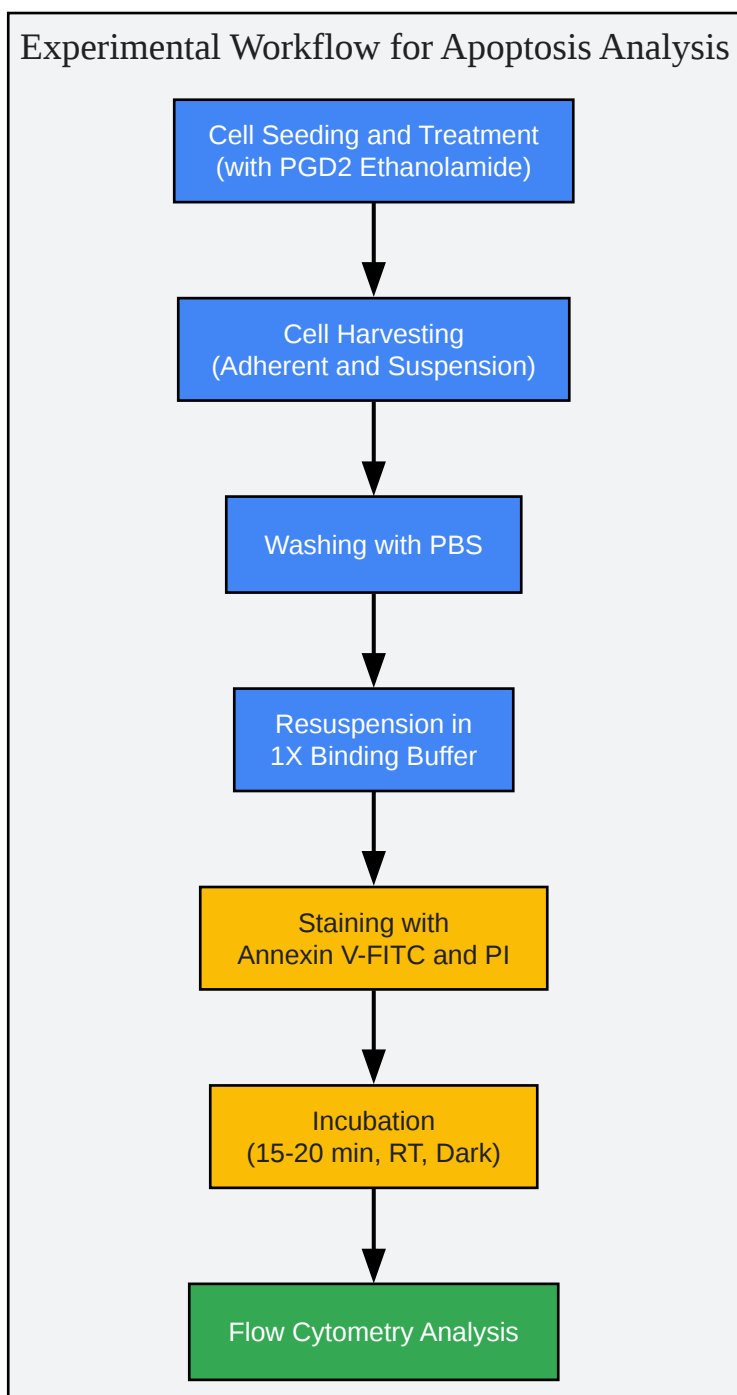 Experimental Workflow for Apoptosis Analysis
Cell Seeding and Treatment
(with PGD2 Ethanolamide)
Cell Harvesting
(Adherent and Suspension)
Washing with PBS
Resuspension in
1X Binding Buffer
Staining with
Annexin V-FITC and PI
Incubation
(15-20 min, RT, Dark)
Flow Cytometry Analysis